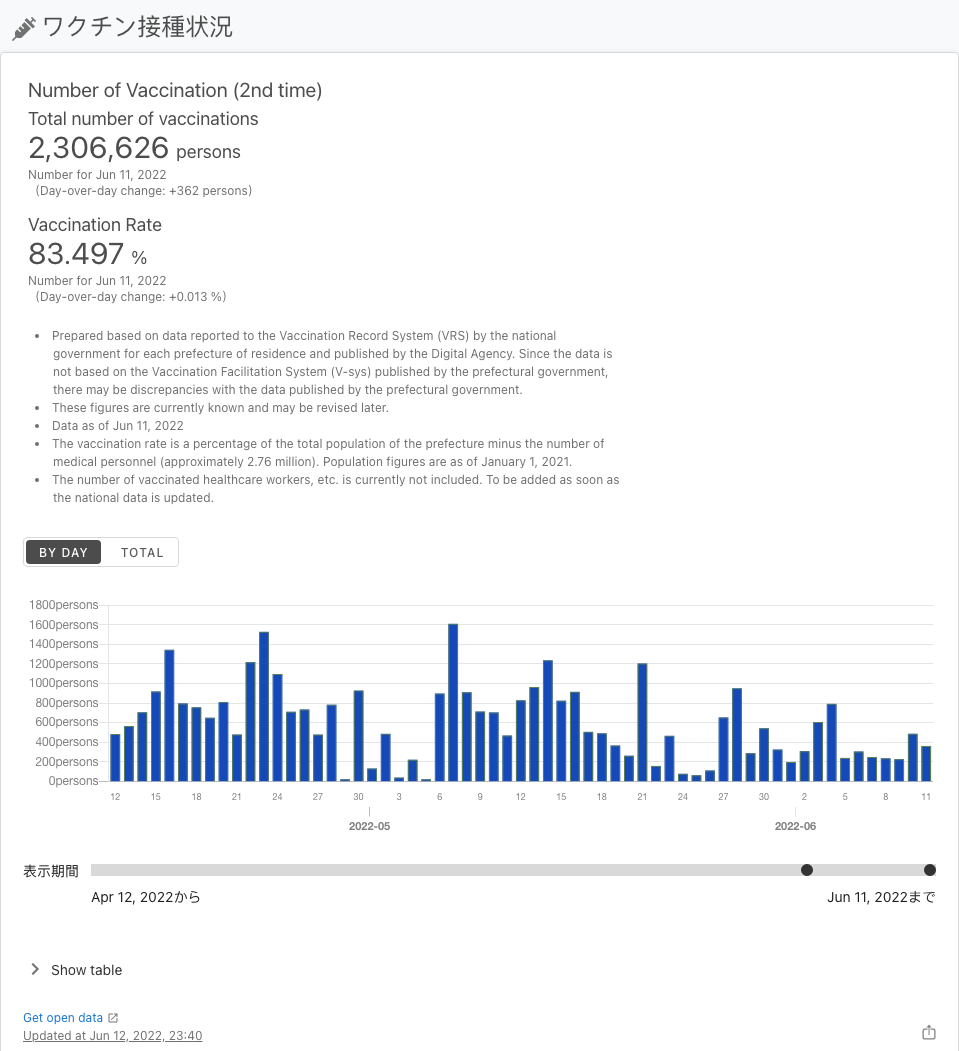 ワクチン接種状況
Number of Vaccination (2nd time)
Total number of vaccinations
2,306,626 persons
Number for Jun 11, 2022
(Day-over-day change: +362 persons)
Vaccination Rate
83.497 %
Number for Jun 11, 2022
(Day-over-day change: +0.013 %)
• Prepared based on data reported to the Vaccination Record System (VRS) by the national
government for each prefecture of residence and published by the Digital Agency. Since the data is
not based on the Vaccination Facilitation System (V-sys) published by the prefectural government,
there may be discrepancies with the data published by the prefectural government.
• These figures are currently known and may be revised later.
• Data as of Jun 11, 2022
• The vaccination rate is a percentage of the total population of the prefecture minus the number of
medical personnel (approximately 2.76 million). Population figures are as of January 1, 2021.
• The number of vaccinated healthcare workers, etc. is currently not included. To be added as soon as
the national data is updated.
BY DAY TOTAL
1800persons
1600persons
1400persons
1200persons
1000persons
800persons
600persons
400persons
200persons
0persons
12 15 18 21 24 27 30 3 6 9 12 15 18 21 24 27 30 2 5 8 11
2022-05 2022-06
表示期間
Apr 12, 2022から Jun 11, 2022まで
Show table
Get open data
Updated at Jun 12, 2022, 23:40